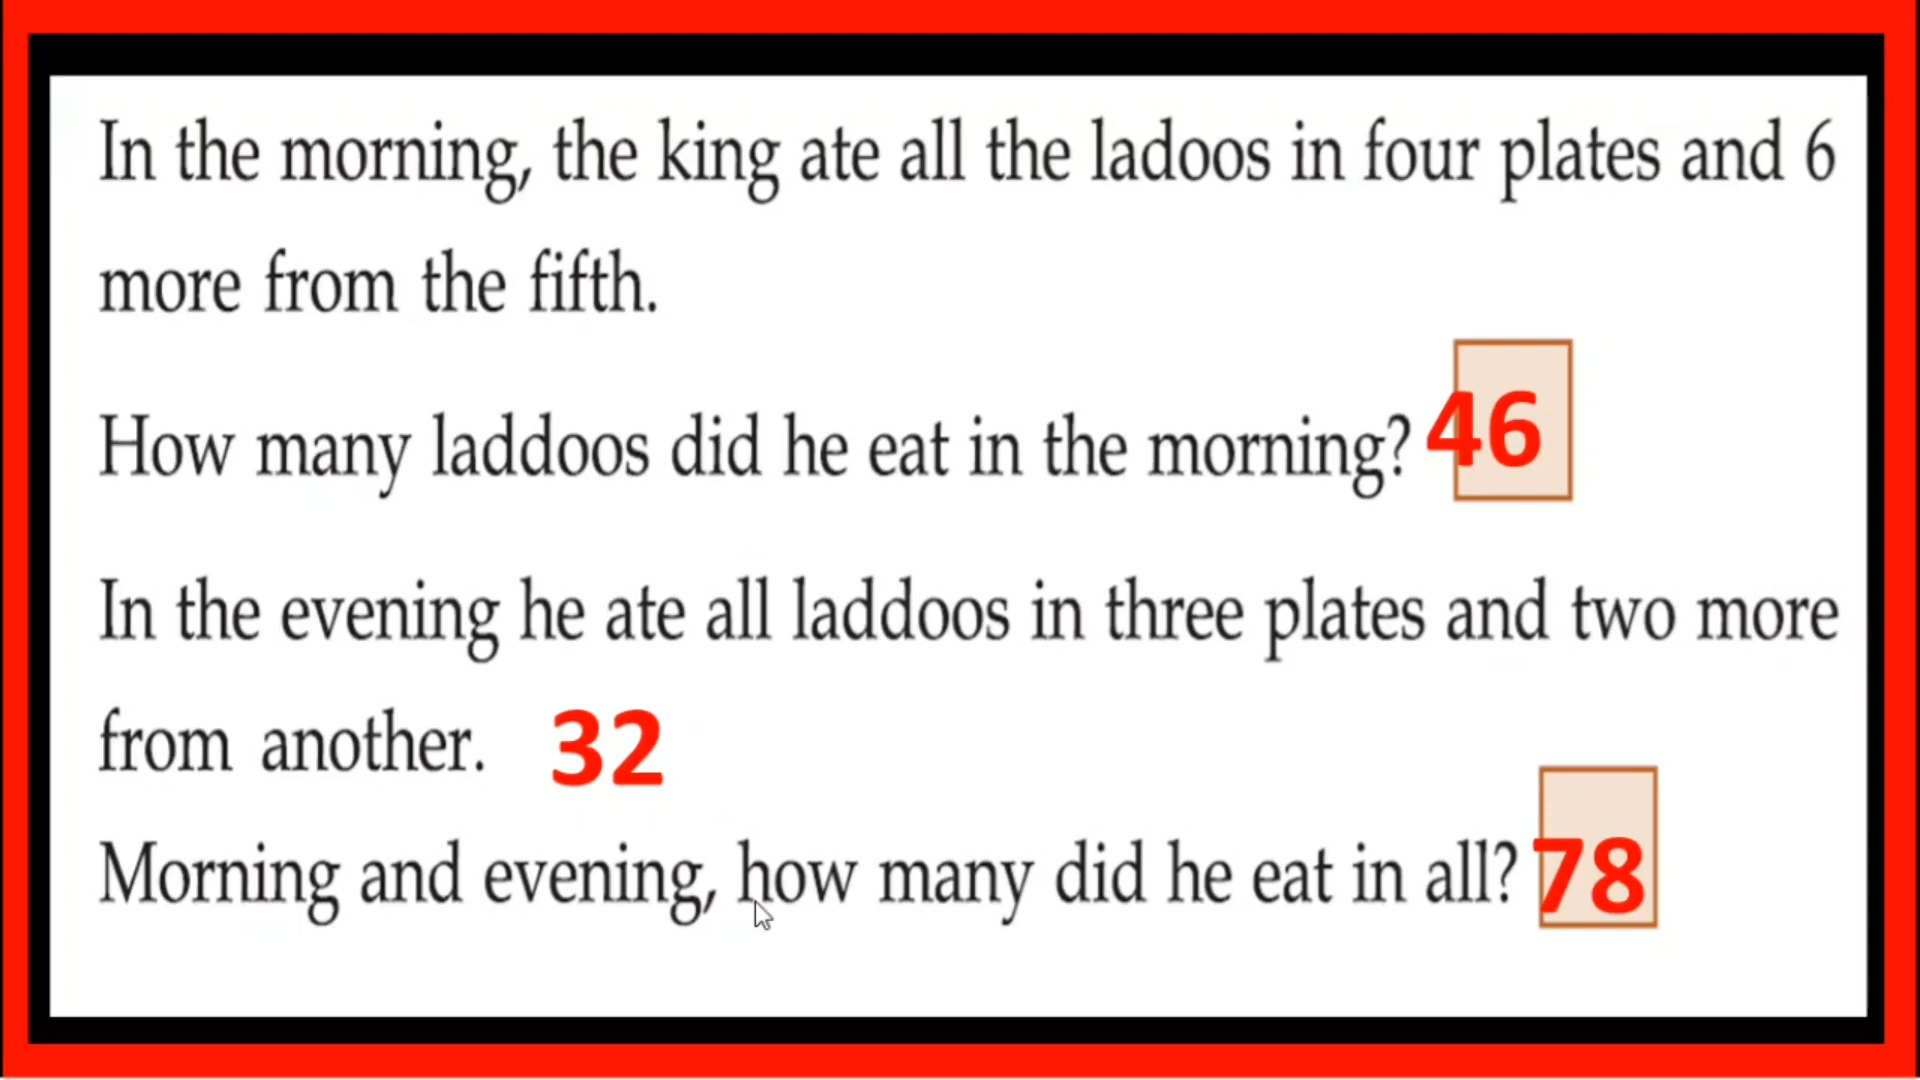 In the morning, the king ate all the ladoos in four plates and 6
more from the fifth.
How many laddoos did he eat in the morning? 46
In the evening he ate all laddoos in three plates and two more
from another. 32
Morning and evening, how many did he eat in all? 78